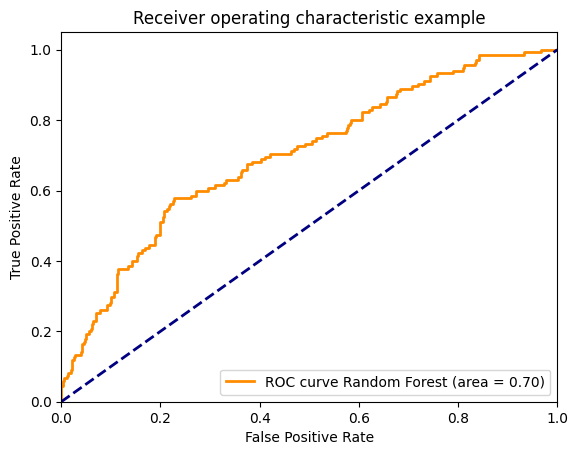 Receiver operating characteristic example
True Positive Rate
1.0
0.8
0.6
0.4
0.2
0.0
ROC curve Random Forest (area = 0.70)
0.0 0.2 0.4 0.6 0.8 1.0
False Positive Rate